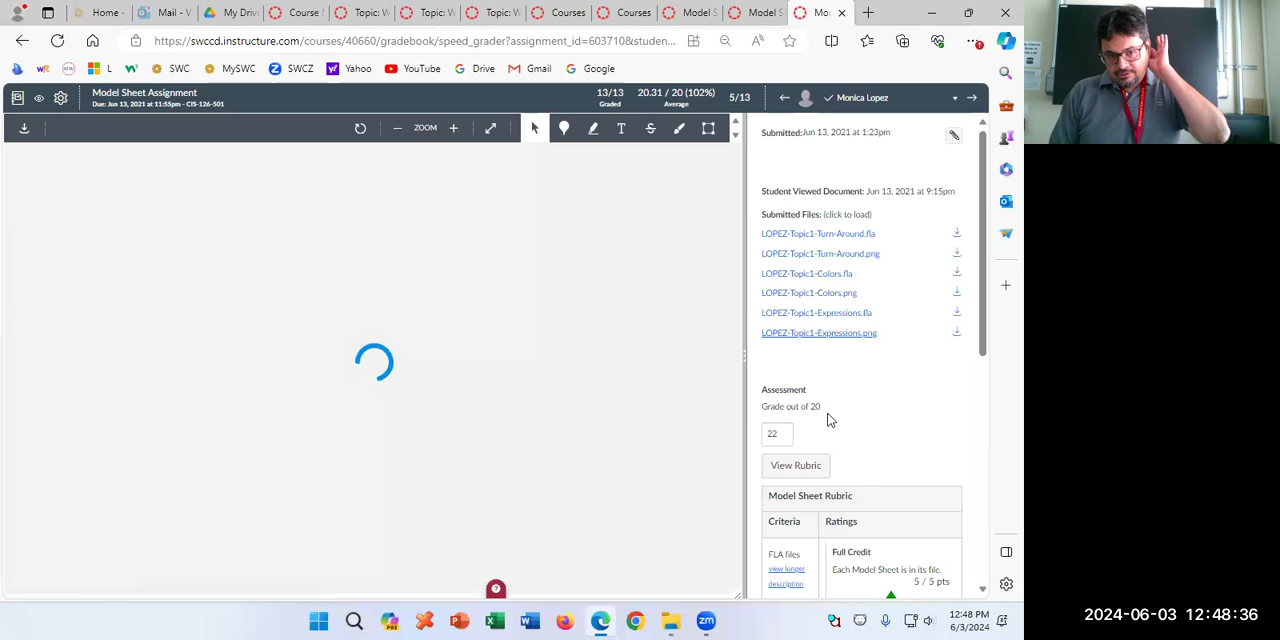 Home -
Mail - V
My Driv
Course M
Topic: W
Topic: W
Topic: W
Courses
Courses
Model S
Model S
Mo
https://swccd.instructure.com/courses/40660/gradebook/speed_grader?assignment_id=603710&studen...
L
W
SWC
MySWC
SWCZ
Yahoo
YouTube
Drive
Gmail
Google
Model Sheet Assignment
Due: Jun 13, 2021 at 11:55pm - CIS-126-501
13/13
Graded
20.31 / 20 (102%)
Average
5/13
Monica Lopez
ZOOM
T
Submitted: Jun 13, 2021 at 1:23pm
Student Viewed Document: Jun 13, 2021 at 9:15pm
Submitted Files: (click to load)
LOPEZ-Topic1-Turn-Around.fla
LOPEZ-Topic1-Turn-Around.png
LOPEZ-Topic1-Colors.fla
LOPEZ-Topic1-Colors.png
LOPEZ-Topic1-Expressions.fla
LOPEZ-Topic1-Expressions.png
Assessment
Grade out of 20
22
View Rubric
Model Sheet Rubric
Criteria
Ratings
FLA files
view longer
description
Full Credit
Each Model Sheet is in its file.
5 / 5 pts
12:48 PM
6/3/2024
2024-06-03 12:48:36